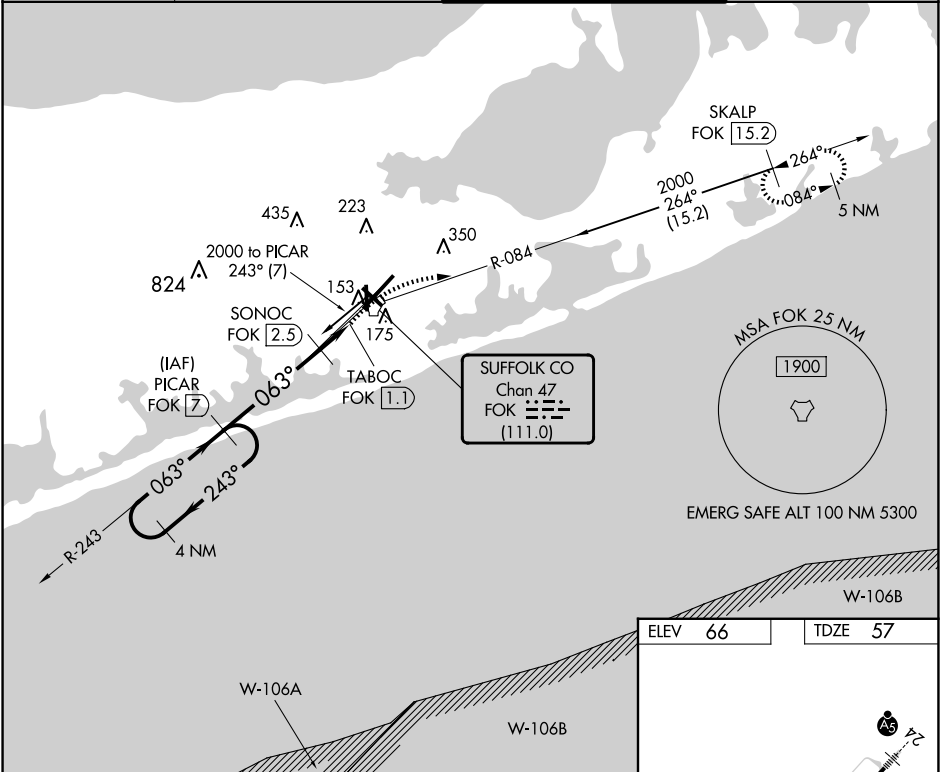 SKALP
FOK 15.2
264°
084°
5 NM
2000
264°
(15.2)
R-084
435
223
350
2000 to PICAR
243° (7)
824
153
SONOC
FOK 2.5
175
(IAF)
PICAR
FOK 7
063°
TABOC
FOK 1.1
SUFFOLK CO
Chan 47
FOK
(111.0)
MSA FOK 25 NM
1900
EMERG SAFE ALT 100 NM 5300
063°
243°
R-243
4 NM
W-106B
ELEV 66
TDZE 57
W-106A
W-106B
A5
24